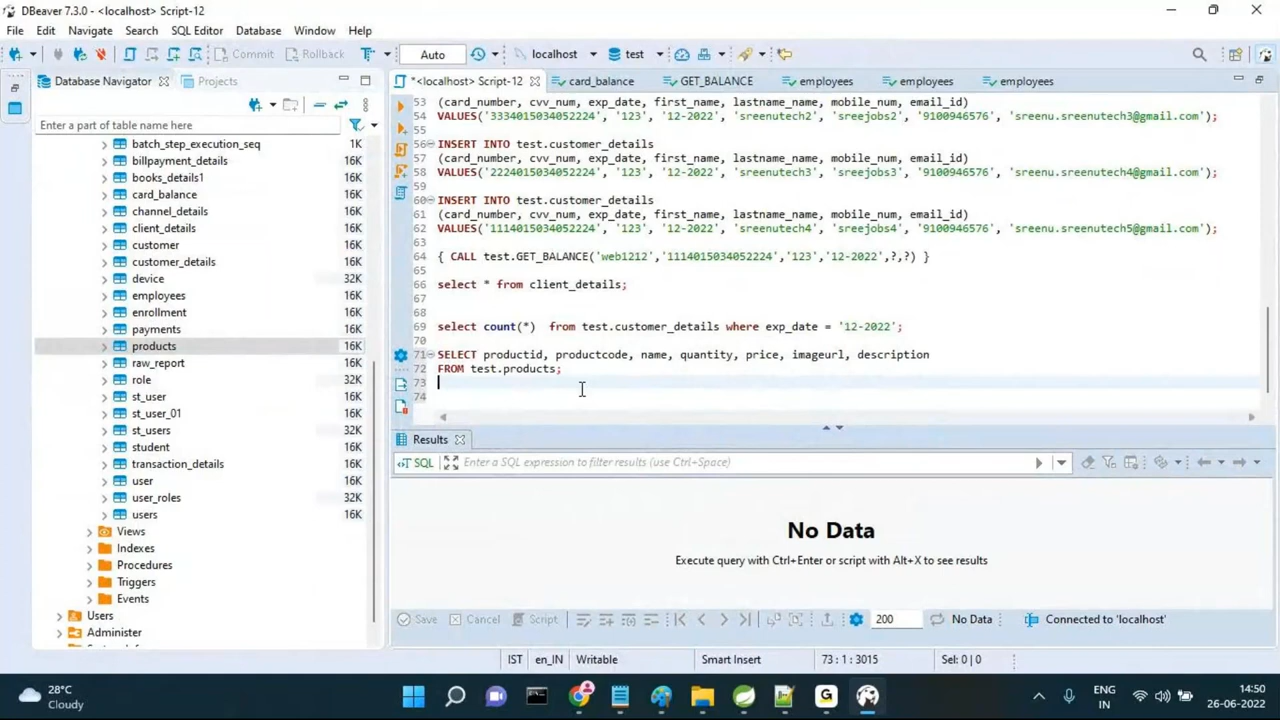 DBeaver 7.3.0 - <localhost> Script-12
File Edit Navigate Search SQL Editor Database Window Help
Commit Rollback Auto localhost test
Database Navigator Projects
*<localhost> Script-12 card_balance GET_BALANCE employees employees employees
Enter a part of table name here
batch_step_execution_seq 1K
billpayment_details 16K
books_details1 16K
card_balance 16K
channel_details 16K
client_details 16K
customer 16K
customer_details 16K
device 32K
employees 16K
enrollment 16K
payments 16K
products 16K
raw_report 16K
role 32K
st_user 16K
st_user_01 16K
st_users 32K
student 16K
transaction_details 16K
user 16K
user_roles 32K
users 16K
Views
Indexes
Procedures
Triggers
Events
Users
Administer
53 (card_number, cvv_num, exp_date, first_name, lastname_name, mobile_num, email_id)
54 VALUES('3334015034052224', '123', '12-2022', 'sreenutech2', 'sreejobs2', '9100946576', 'sreenu.sreenutech3@gmail.com');
55
56 INSERT INTO test.customer_details
57 (card_number, cvv_num, exp_date, first_name, lastname_name, mobile_num, email_id)
58 VALUES('2224015034052224', '123', '12-2022', 'sreenutech3', 'sreejobs3', '9100946576', 'sreenu.sreenutech4@gmail.com');
59
60 INSERT INTO test.customer_details
61 (card_number, cvv_num, exp_date, first_name, lastname_name, mobile_num, email_id)
62 VALUES('1114015034052224', '123', '12-2022', 'sreenutech4', 'sreejobs4', '9100946576', 'sreenu.sreenutech5@gmail.com');
63
64 { CALL test.GET_BALANCE('web1212','1114015034052224','123','12-2022',?,?) }
65
66 select * from client_details;
67
68
69 select count(*)  from test.customer_details where exp_date = '12-2022';
70
71 SELECT productid, productcode, name, quantity, price, imageurl, description
72 FROM test.products;
73
74
Results
SQL Enter a SQL expression to filter results (use Ctrl+Space)
No Data
Execute query with Ctrl+Enter or script with Alt+X to see results
Save Cancel Script 200 No Data Connected to 'localhost'
IST en_IN Writable Smart Insert 73 : 1 : 3015 Sel: 0 | 0
28°C
Cloudy
ENG
IN
14:50
26-06-2022